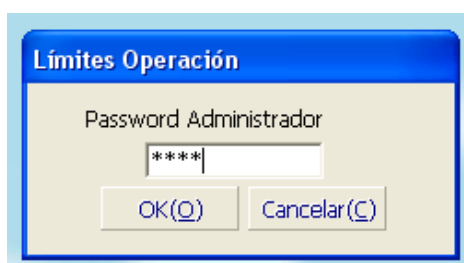 Límites Operación
Password Administrador
****
OK(O) Cancelar(C)